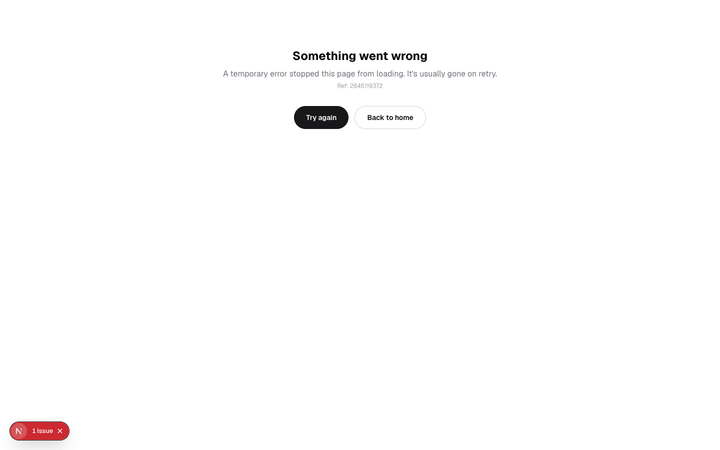 Something went wrong
A temporary error stopped this page from loading. It's usually gone on retry.
Ref: 2645119372
Try again
Back to home
N
1 Issue